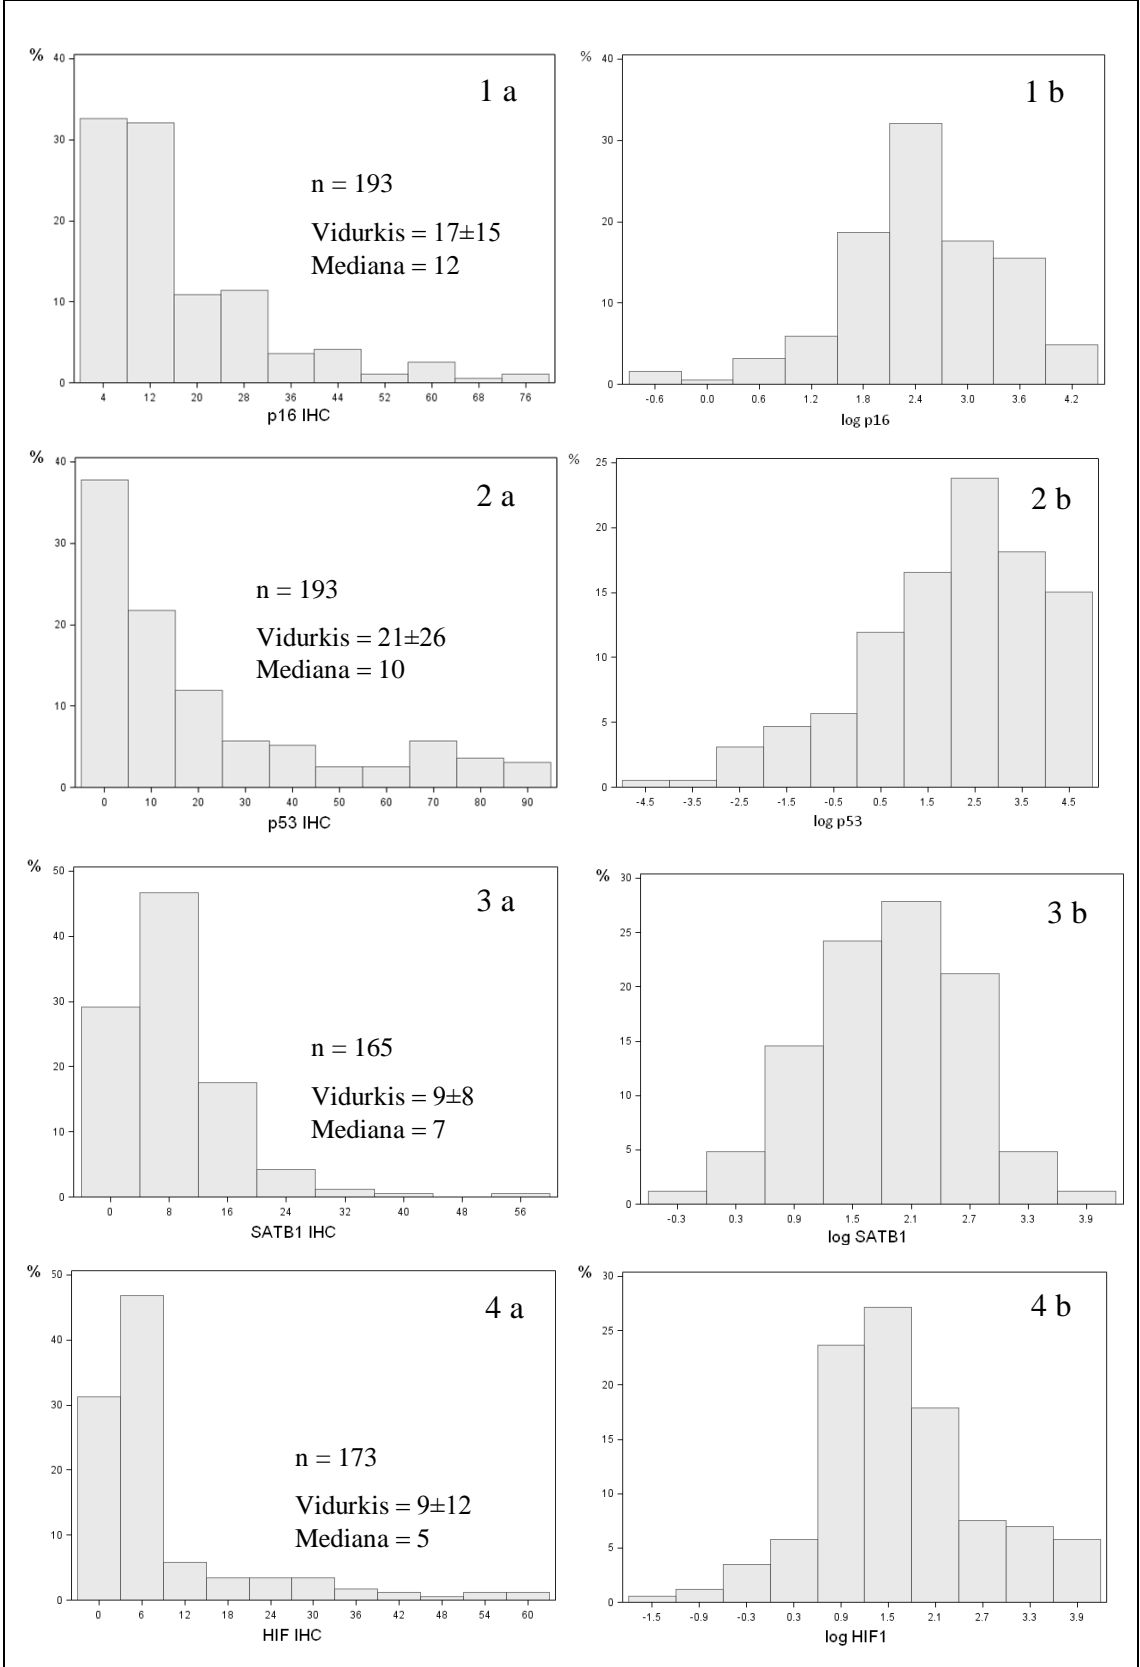 %
40
30
20
10
0
1 a
n = 193
Vidurkis = 17±15
Mediana = 12
4 12 20 28 36 44 52 60 68 76
p16 IHC
%
40
30
20
10
0
1 b
-0.6 0.0 0.6 1.2 1.8 2.4 3.0 3.6 4.2
log p16
%
40
30
20
10
0
2 a
n = 193
Vidurkis = 21±26
Mediana = 10
0 10 20 30 40 50 60 70 80 90
p53 IHC
%
25
20
15
10
5
0
2 b
-4.5 -3.5 -2.5 -1.5 -0.5 0.5 1.5 2.5 3.5 4.5
log p53
%
50
40
30
20
10
0
3 a
n = 165
Vidurkis = 9±8
Mediana = 7
0 8 16 24 32 40 48 56
SATB1 IHC
%
30
25
20
15
10
5
0
3 b
-0.3 0.3 0.9 1.5 2.1 2.7 3.3 3.9
log SATB1
%
50
40
30
20
10
0
4 a
n = 173
Vidurkis = 9±12
Mediana = 5
0 6 12 18 24 30 36 42 48 54 60
HIF IHC
%
30
25
20
15
10
5
0
4 b
-1.5 -0.9 -0.3 0.3 0.9 1.5 2.1 2.7 3.3 3.9
log HIF1